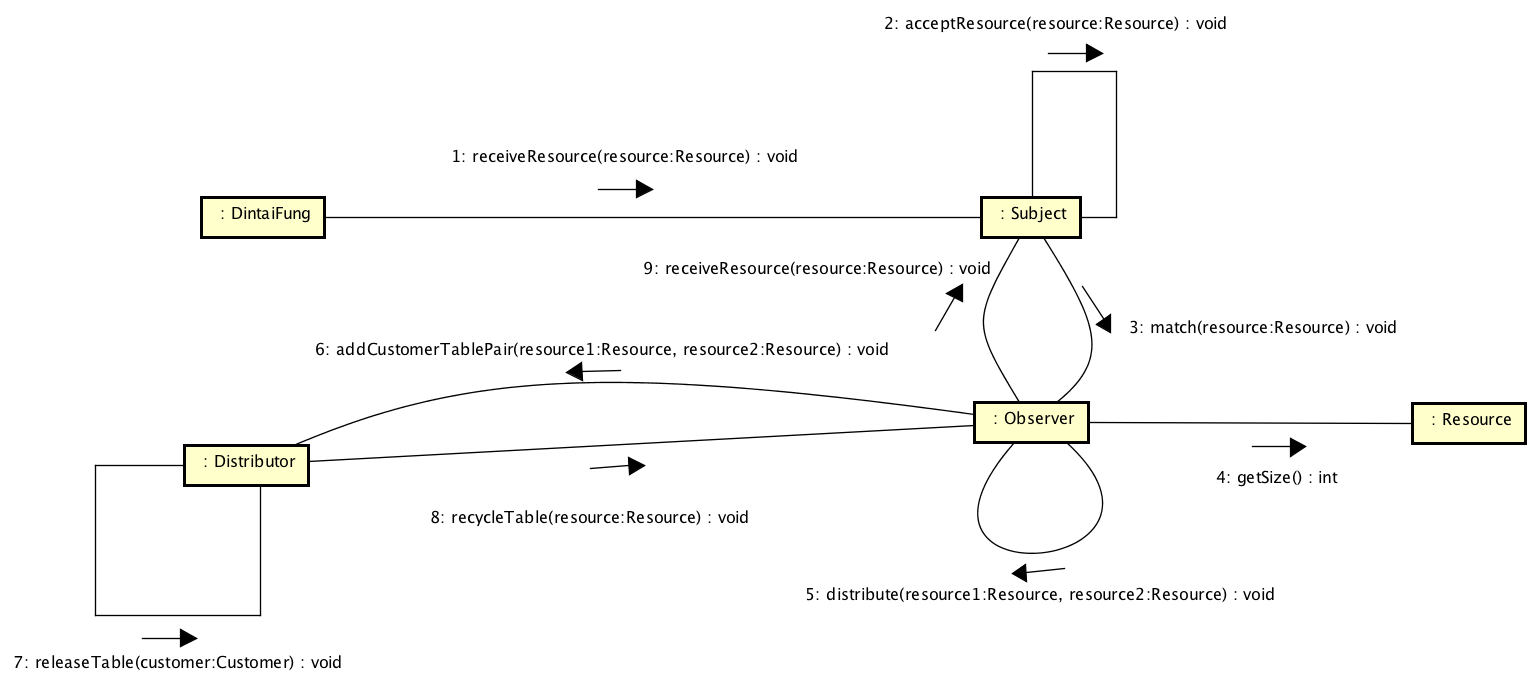 2: acceptResource(resource:Resource) : void
1: receiveResource(resource:Resource) : void
: DintaiFung
: Subject
9: receiveResource(resource:Resource) : void
3: match(resource:Resource) : void
6: addCustomerTablePair(resource1:Resource, resource2:Resource) : void
: Observer
: Resource
: Distributor
4: getSize() : int
8: recycleTable(resource:Resource) : void
5: distribute(resource1:Resource, resource2:Resource) : void
7: releaseTable(customer:Customer) : void